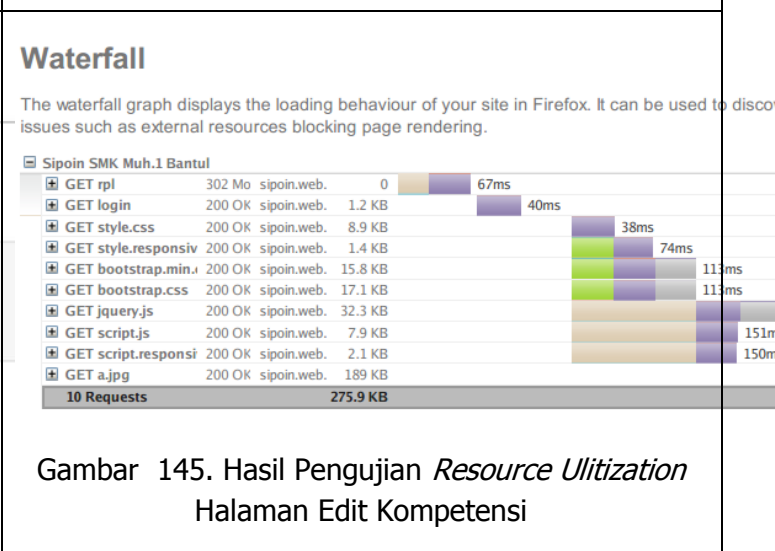 Waterfall
The waterfall graph displays the loading behaviour of your site in Firefox. It can be used to disco
issues such as external resources blocking page rendering.
Sipoin SMK Muh.1 Bantul
GET rpl 302 Mo sipoin.web. 0 67ms
GET login 200 OK sipoin.web. 1.2 KB 40ms
GET style.css 200 OK sipoin.web. 8.9 KB 38ms
GET style.responsiv 200 OK sipoin.web. 1.4 KB 74ms
GET bootstrap.min. 200 OK sipoin.web. 15.8 KB 113ms
GET bootstrap.css 200 OK sipoin.web. 17.1 KB 113ms
GET jquery.js 200 OK sipoin.web. 32.3 KB
GET script.js 200 OK sipoin.web. 7.9 KB 151m
GET script.responsi 200 OK sipoin.web. 2.1 KB 150m
GET a.jpg 200 OK sipoin.web. 189 KB
10 Requests 275.9 KB
Gambar 145. Hasil Pengujian Resource Ulitization
Halaman Edit Kompetensi